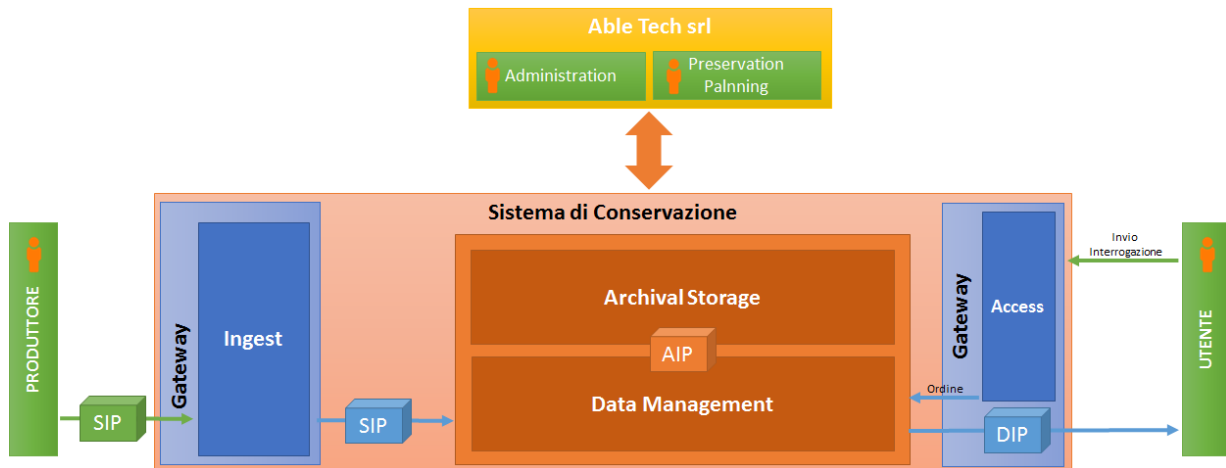 Able Tech srl
Administration
Preservation
Palnning
Sistema di Conservazione
PRODUTTORE
Gateway
Ingest
SIP
SIP
Archival Storage
AIP
Data Management
Gateway
Access
Invio
Interrogazione
Ordine
DIP
UTENTE